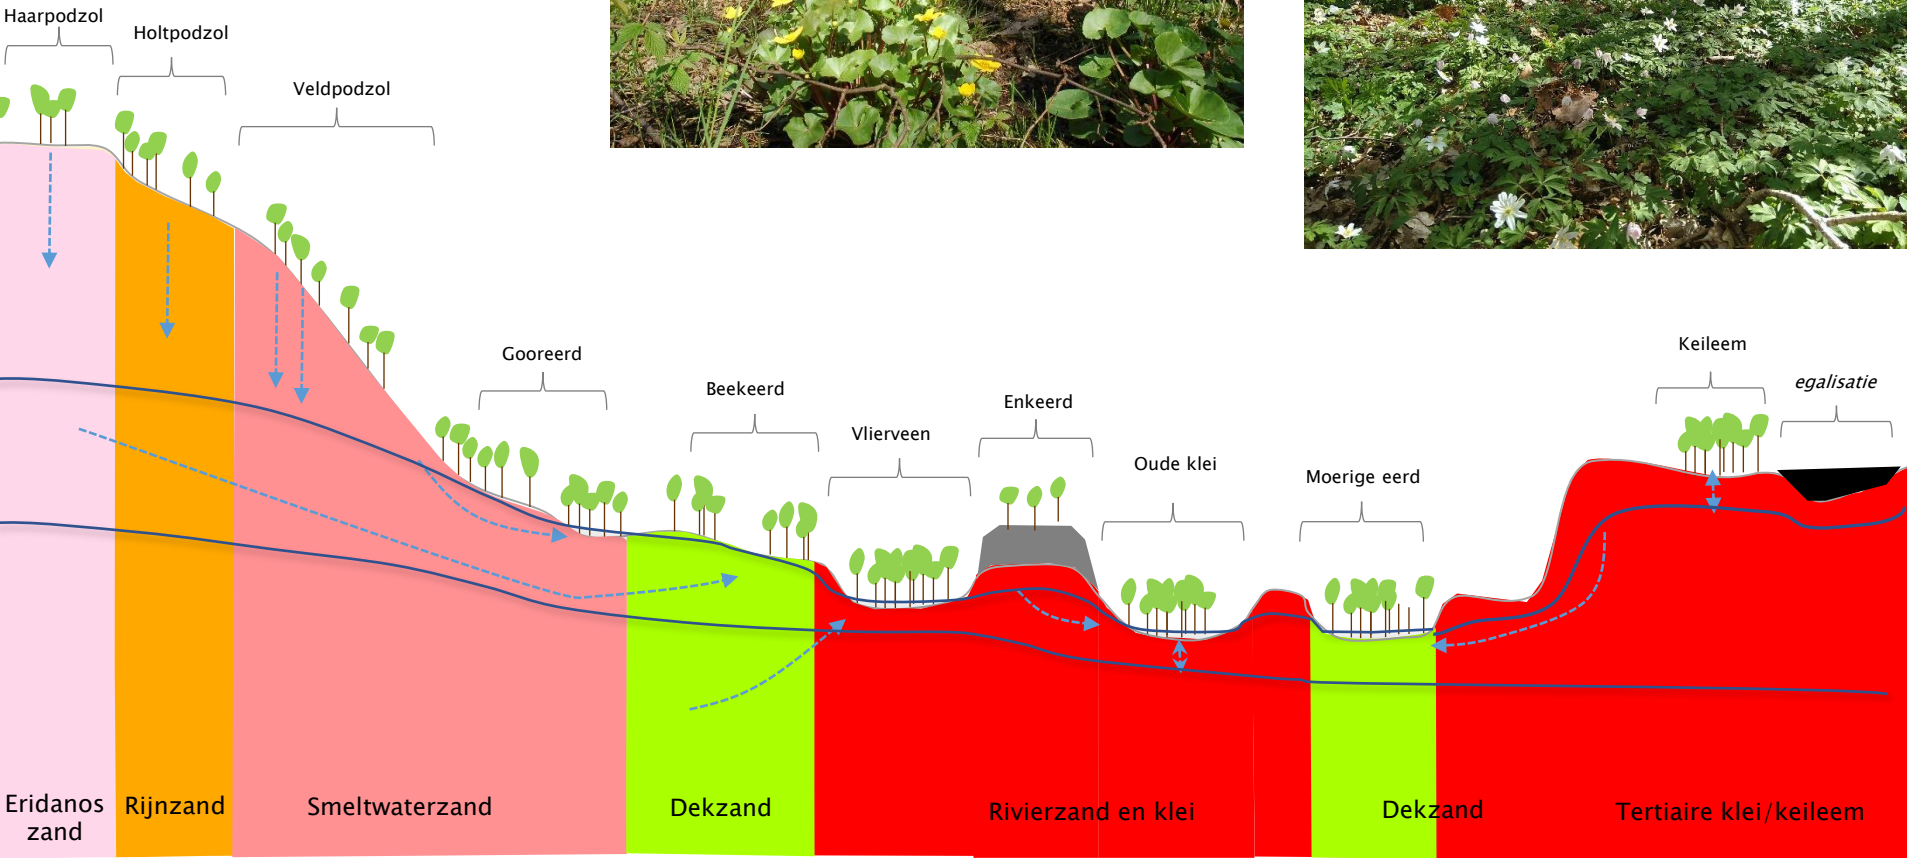 Haarpodzol
Holtpodzol
Veldpodzol
Gooreerd
Beekeerd
Vlierveen
Enkeerd
Oude klei
Moerige eerd
Keileem
egalisatie
Eridanos
zand
Rijnzand
Smeltwaterzand
Dekzand
Rivierzand en klei
Dekzand
Tertiaire klei/keileem